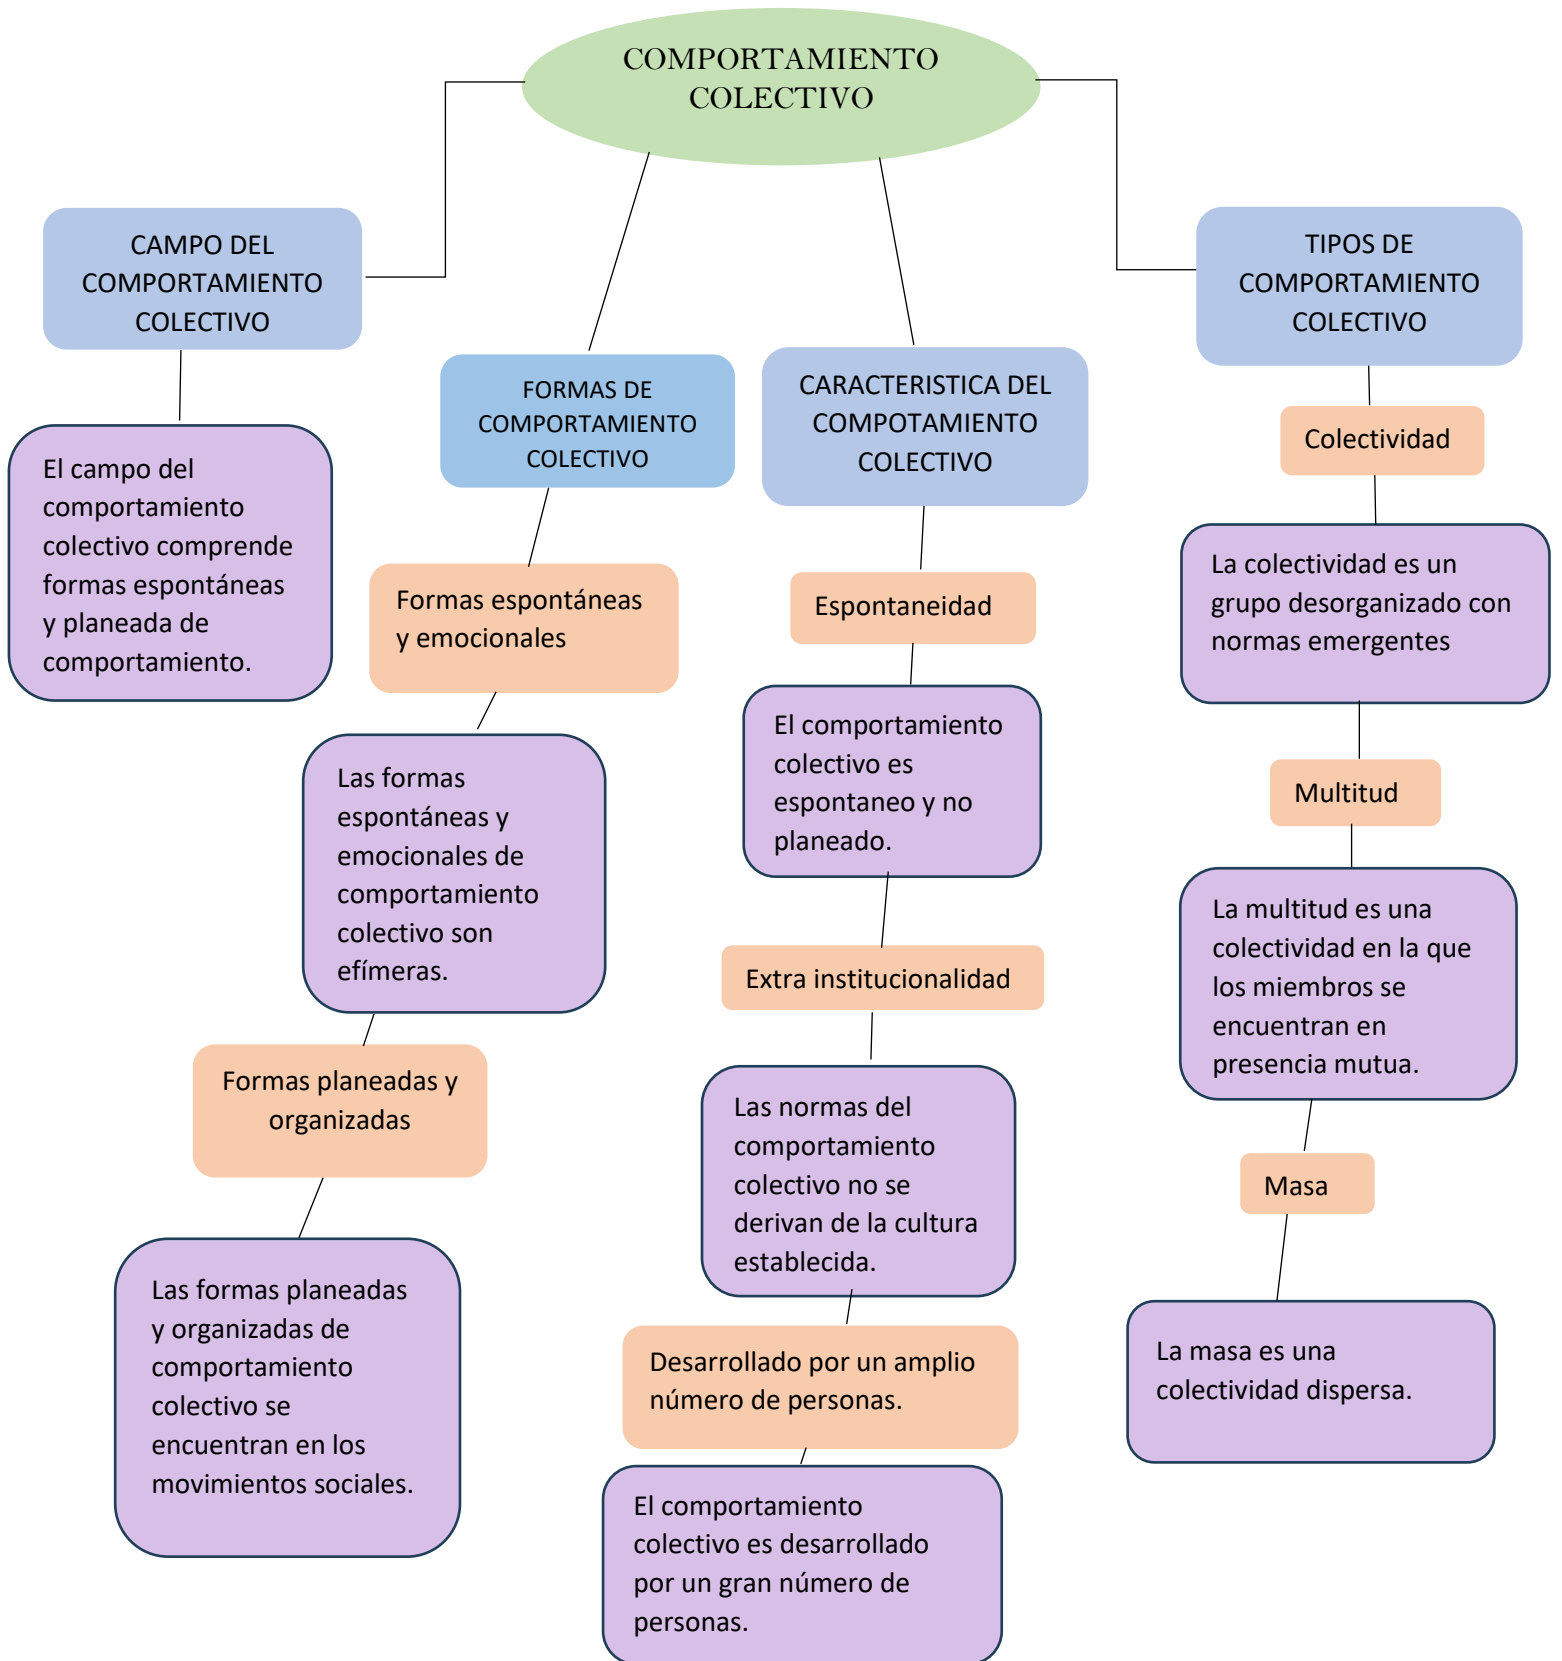 COMPORTAMIENTO
COLECTIVO
CAMPO DEL
COMPORTAMIENTO
COLECTIVO
El campo del
comportamiento
colectivo comprende
formas espontáneas
y planeada de
comportamiento.
FORMAS DE
COMPORTAMIENTO
COLECTIVO
Formas espontáneas
y emocionales
Las formas
espontáneas y
emocionales de
comportamiento
colectivo son
efímeras.
Formas planeadas y
organizadas
Las formas planeadas
y organizadas de
comportamiento
colectivo se
encuentran en los
movimientos sociales.
CARACTERISTICA DEL
COMPOTAMIENTO
COLECTIVO
Espontaneidad
El comportamiento
colectivo es
espontaneo y no
planeado.
Extra institucionalidad
Las normas del
comportamiento
colectivo no se
derivan de la cultura
establecida.
Desarrollado por un amplio
número de personas.
El comportamiento
colectivo es desarrollado
por un gran número de
personas.
TIPOS DE
COMPORTAMIENTO
COLECTIVO
Colectividad
La colectividad es un
grupo desorganizado con
normas emergentes
Multitud
La multitud es una
colectividad en la que
los miembros se
encuentran en
presencia mutua.
Masa
La masa es una
colectividad dispersa.